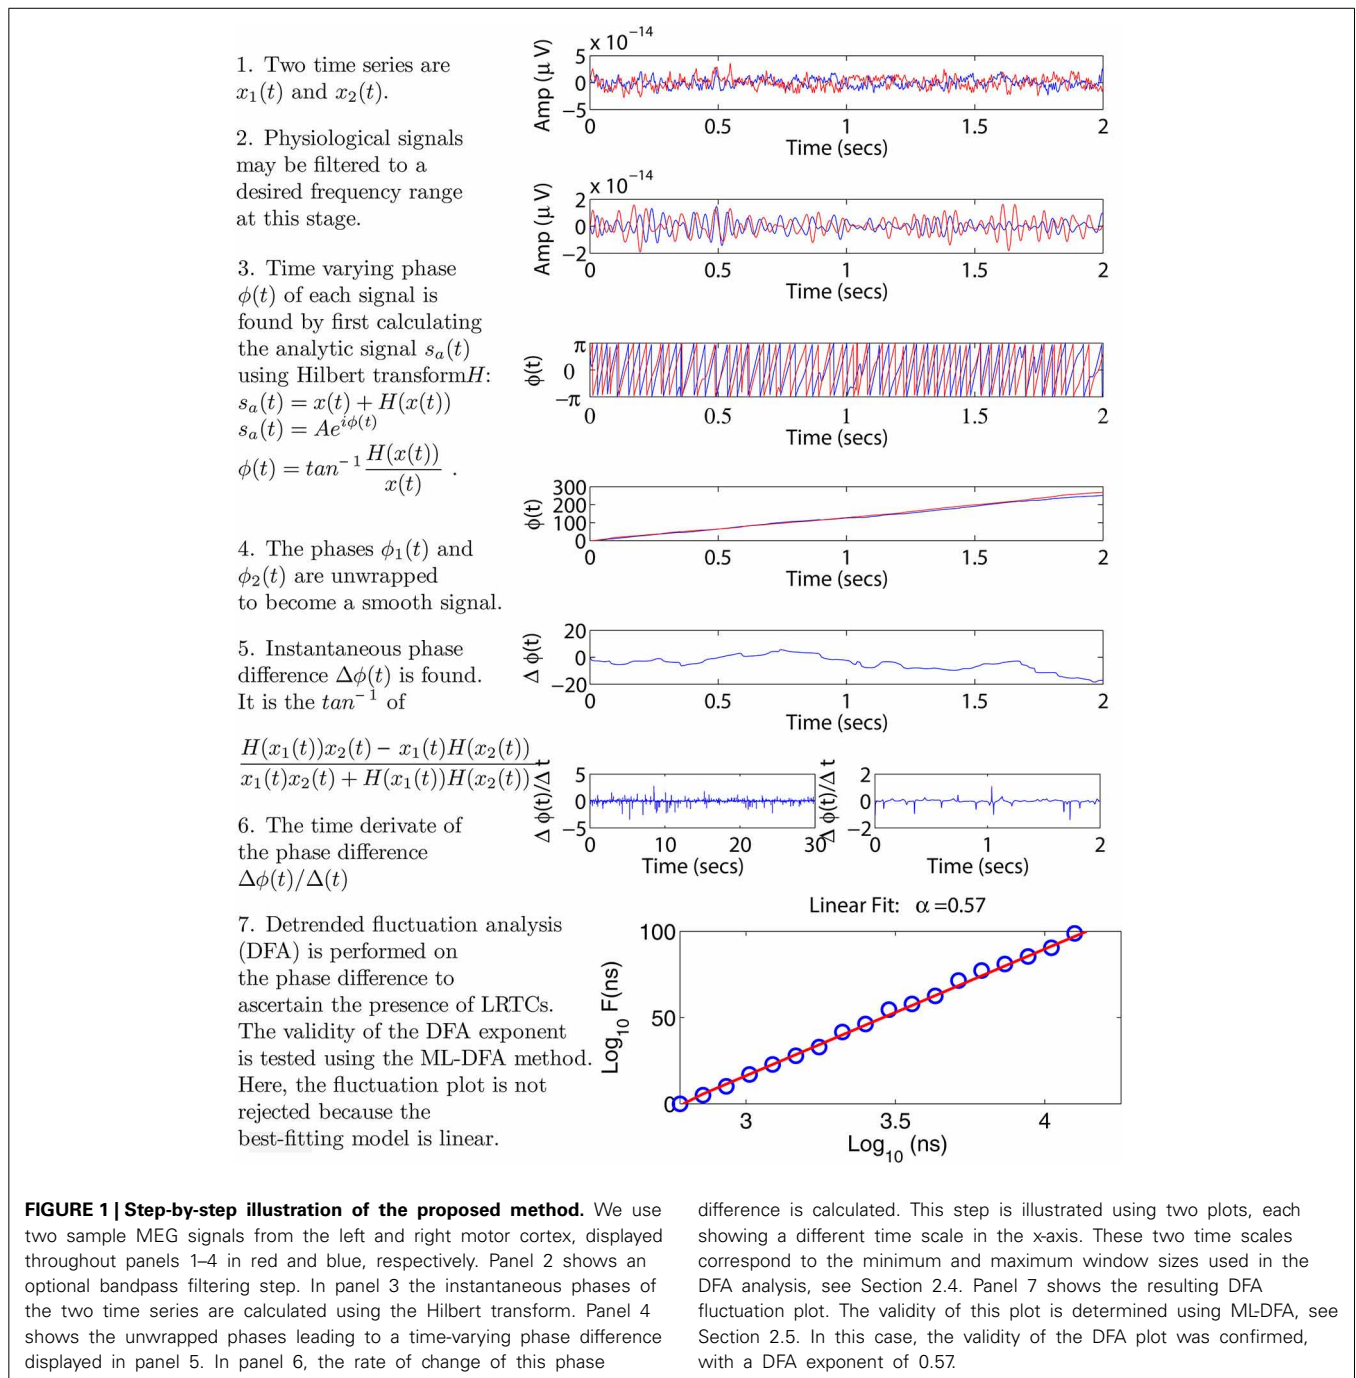 1. Two time series are
x₁(t) and x₂(t).
2. Physiological signals
may be filtered to a
desired frequency range
at this stage.
3. Time varying phase
ϕ(t) of each signal is
found by first calculating
the analytic signal sₐ(t)
using Hilbert transformH:
sₐ(t) = x(t) + H(x(t))
sₐ(t) = Ae^{iϕ(t)}
ϕ(t) = tan⁻¹ H(x(t)) / x(t) .
4. The phases ϕ₁(t) and
ϕ₂(t) are unwrapped
to become a smooth signal.
5. Instantaneous phase
difference Δϕ(t) is found.
It is the tan⁻¹ of
H(x₁(t))x₂(t) − x₁(t)H(x₂(t))
x₁(t)x₂(t) + H(x₁(t))H(x₂(t))
6. The time derivate of
the phase difference
Δϕ(t)/Δ(t)
7. Detrended fluctuation analysis
(DFA) is performed on
the phase difference to
ascertain the presence of LRTCs.
The validity of the DFA exponent
is tested using the ML-DFA method.
Here, the fluctuation plot is not
rejected because the
best-fitting model is linear.
x 10⁻¹⁴
Amp (μ V)
5
0
−5
0 0.5 1 1.5 2
Time (secs)
x 10⁻¹⁴
Amp (μ V)
2
0
−2
0 0.5 1 1.5 2
Time (secs)
ϕ(t)
π
0
−π
0 0.5 1 1.5 2
Time (secs)
ϕ(t)
300
200
100
0
0 0.5 1 1.5 2
Time (secs)
Δ ϕ(t)
20
0
−20
0 0.5 1 1.5 2
Time (secs)
Δ ϕ(t)/Δ t
5
0
−5
0 10 20 30
Time (secs)
Δ ϕ(t)/Δ t
2
0
−2
0 1 2
Time (secs)
Linear Fit: α =0.57
Log₁₀ F(ns)
100
50
0
3 3.5 4
Log₁₀ (ns)
FIGURE 1 | Step-by-step illustration of the proposed method. We use
two sample MEG signals from the left and right motor cortex, displayed
throughout panels 1–4 in red and blue, respectively. Panel 2 shows an
optional bandpass filtering step. In panel 3 the instantaneous phases of
the two time series are calculated using the Hilbert transform. Panel 4
shows the unwrapped phases leading to a time-varying phase difference
displayed in panel 5. In panel 6, the rate of change of this phase
difference is calculated. This step is illustrated using two plots, each
showing a different time scale in the x-axis. These two time scales
correspond to the minimum and maximum window sizes used in the
DFA analysis, see Section 2.4. Panel 7 shows the resulting DFA
fluctuation plot. The validity of this plot is determined using ML-DFA, see
Section 2.5. In this case, the validity of the DFA plot was confirmed,
with a DFA exponent of 0.57.